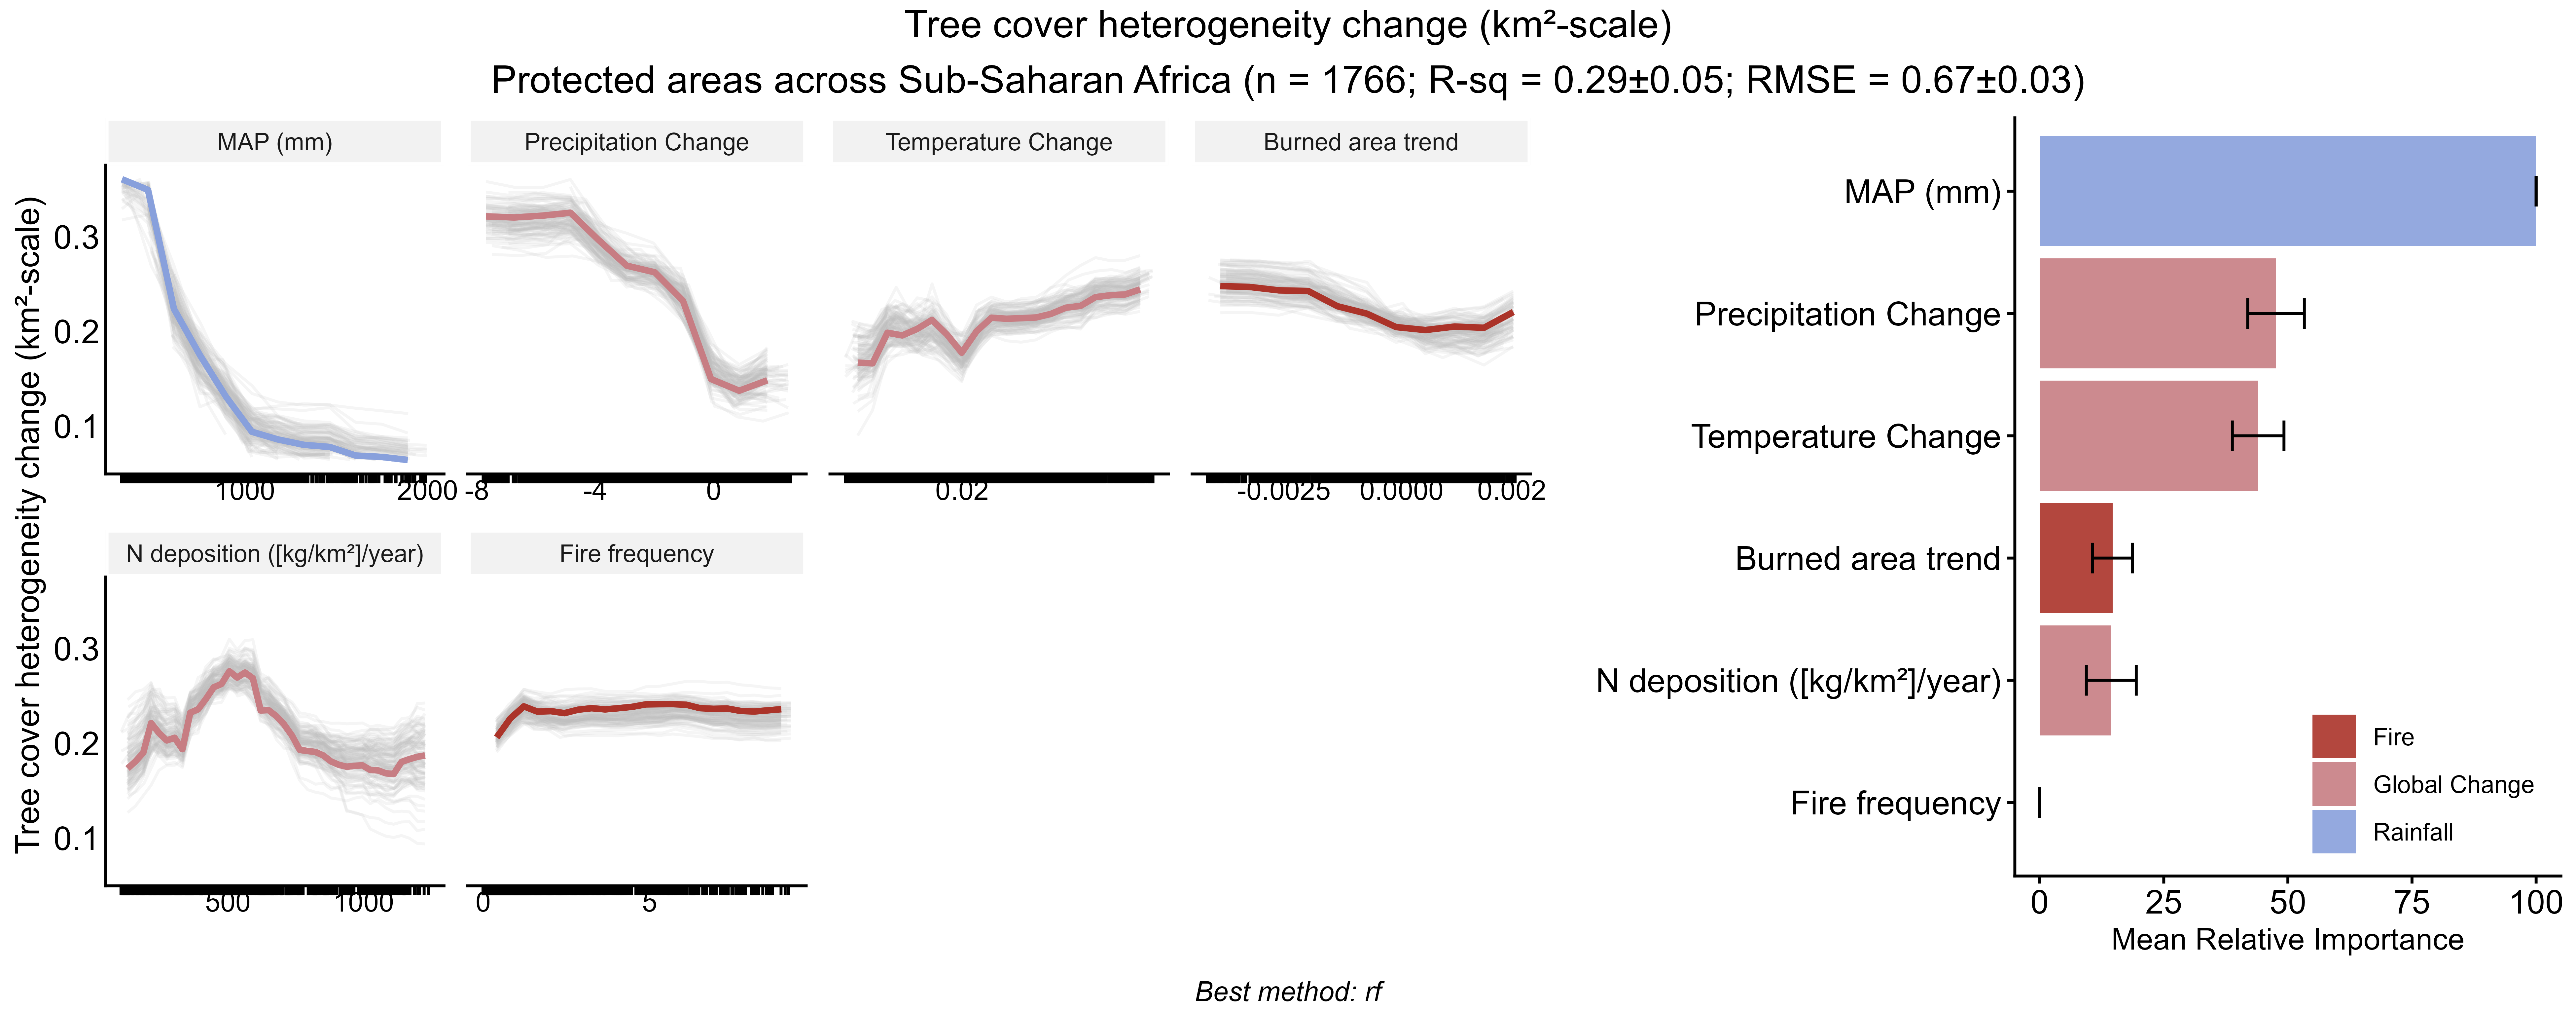 Tree cover heterogeneity change (km²-scale)
Protected areas across Sub-Saharan Africa (n = 1766; R-sq = 0.29±0.05; RMSE = 0.67±0.03)
Tree cover heterogeneity change (km²-scale)
MAP (mm)
Precipitation Change
Temperature Change
Burned area trend
0.3
0.2
0.1
1000
2000
-8
-4
0
0.02
-0.0025
0.0000
0.002
N deposition ([kg/km²]/year)
Fire frequency
0.3
0.2
0.1
500
1000
0
5
MAP (mm)
Precipitation Change
Temperature Change
Burned area trend
N deposition ([kg/km²]/year)
Fire frequency
Fire
Global Change
Rainfall
0
25
50
75
100
Mean Relative Importance
Best method: rf